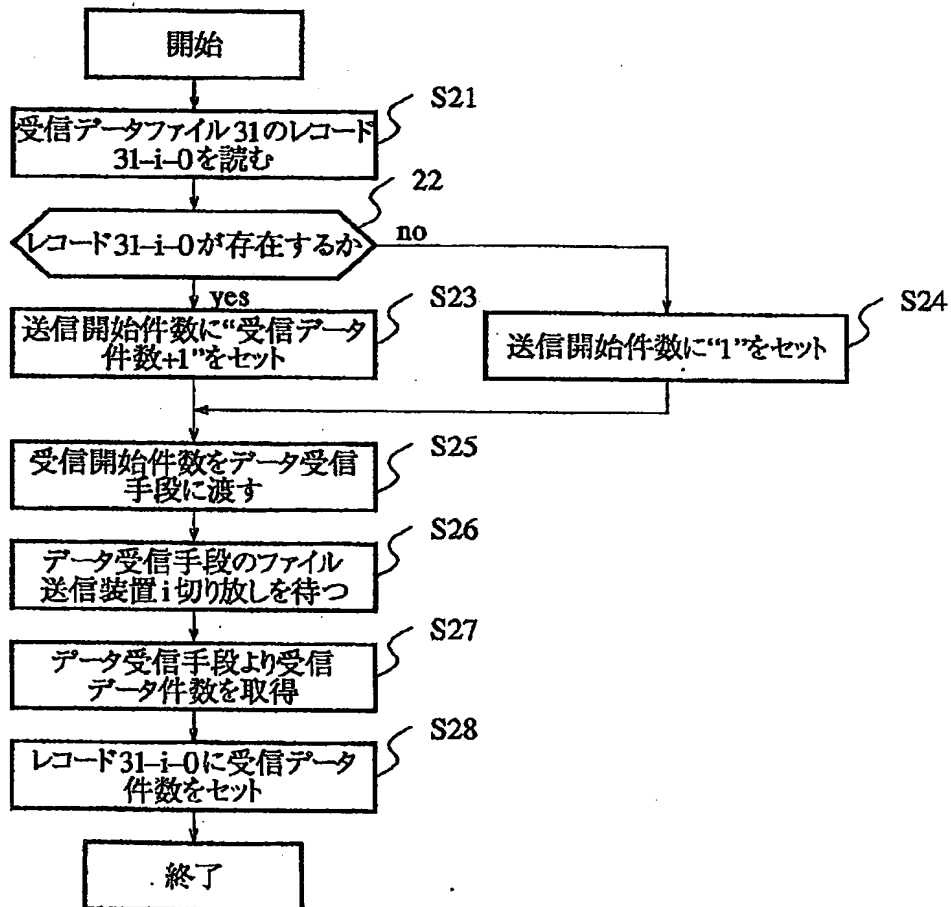 開始
S21
受信データファイル31のレコード
31-i-0を読む
22
レコード31-i-0が存在するか
no
yes
S23
送信開始件数に“受信データ
件数+1”をセット
S24
送信開始件数に“1”をセット
S25
受信開始件数をデータ受信
手段に渡す
S26
データ受信手段のファイル
送信装置i切り放しを待つ
S27
データ受信手段より受信
データ件数を取得
S28
レコード31-i-0に受信データ
件数をセット
終了